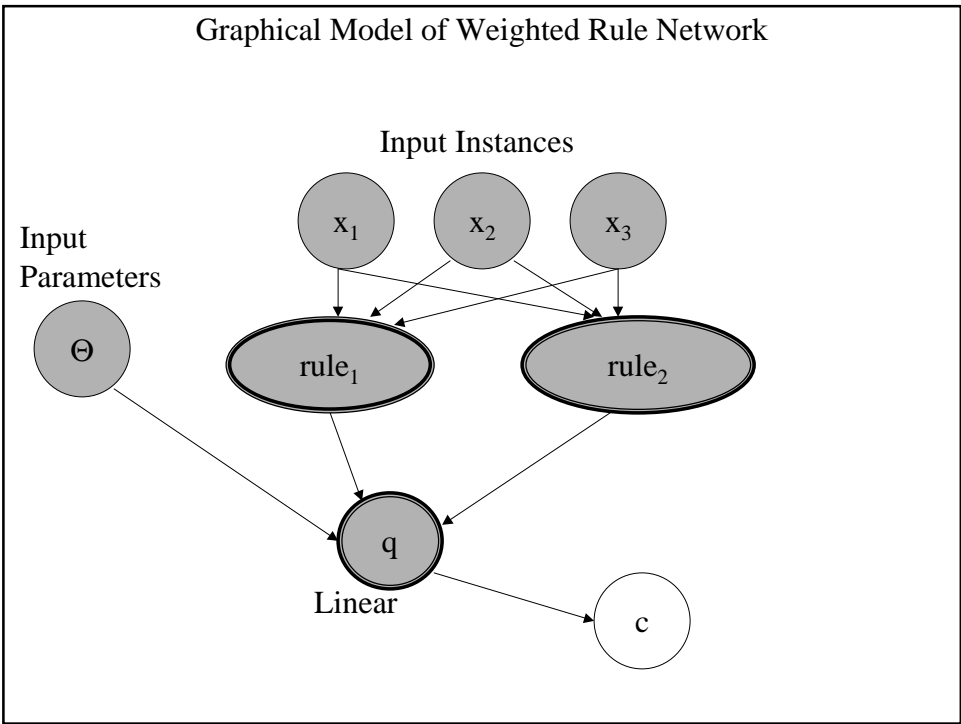 Graphical Model of Weighted Rule Network
Input Instances
x₁ x₂ x₃
Input
Parameters
Θ
rule₁ rule₂
q
Linear
c